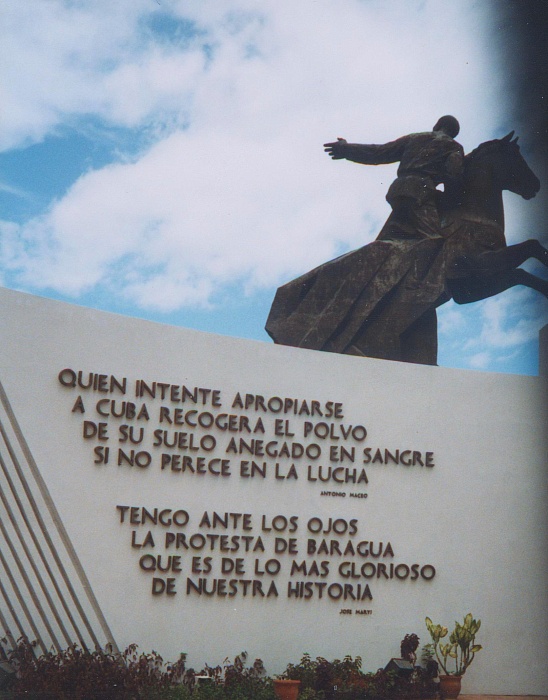 QUIEN INTENTE APROPIARSE
A CUBA RECOGERA EL POLVO
DE SU SUELO ANEGADO EN SANGRE
SI NO PERECE EN LA LUCHA
ANTONIO MACEO
TENGO ANTE LOS OJOS
LA PROTESTA DE BARAGUA
QUE ES DE LO MAS GLORIOSO
DE NUESTRA HISTORIA
JOSE MARTI